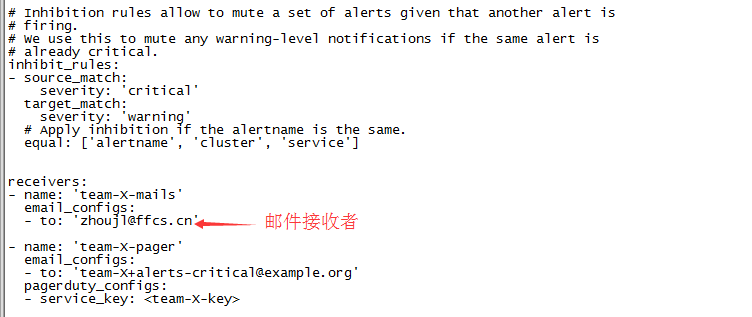 # Inhibition rules allow to mute a set of alerts given that another alert is
# firing.
# We use this to mute any warning-level notifications if the same alert is
# already critical.
inhibit_rules:
- source_match:
    severity: 'critical'
  target_match:
    severity: 'warning'
  # Apply inhibition if the alertname is the same.
  equal: ['alertname', 'cluster', 'service']
receivers:
- name: 'team-X-mails'
  email_configs:
  - to: 'zhoujl@ffcs.cn' 邮件接收者
- name: 'team-X-pager'
  email_configs:
  - to: 'team-X+alerts-critical@example.org'
  pagerduty_configs:
  - service_key: <team-X-key>